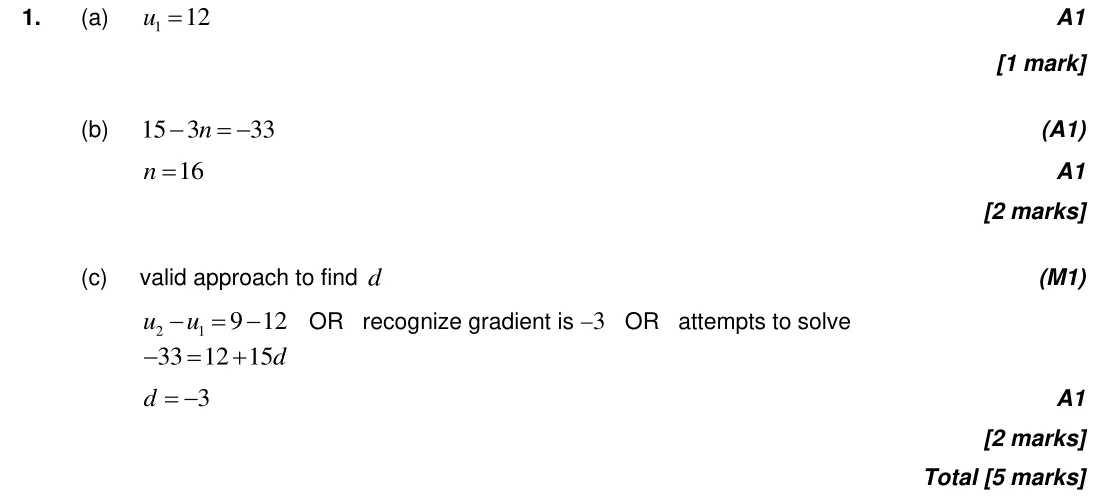 1. (a) u₁ = 12 A1
[1 mark]
(b) 15 − 3n = −33 (A1)
n = 16 A1
[2 marks]
(c) valid approach to find d (M1)
u₂ − u₁ = 9 − 12 OR recognize gradient is −3 OR attempts to solve
−33 = 12 + 15d
d = −3 A1
[2 marks]
Total [5 marks]